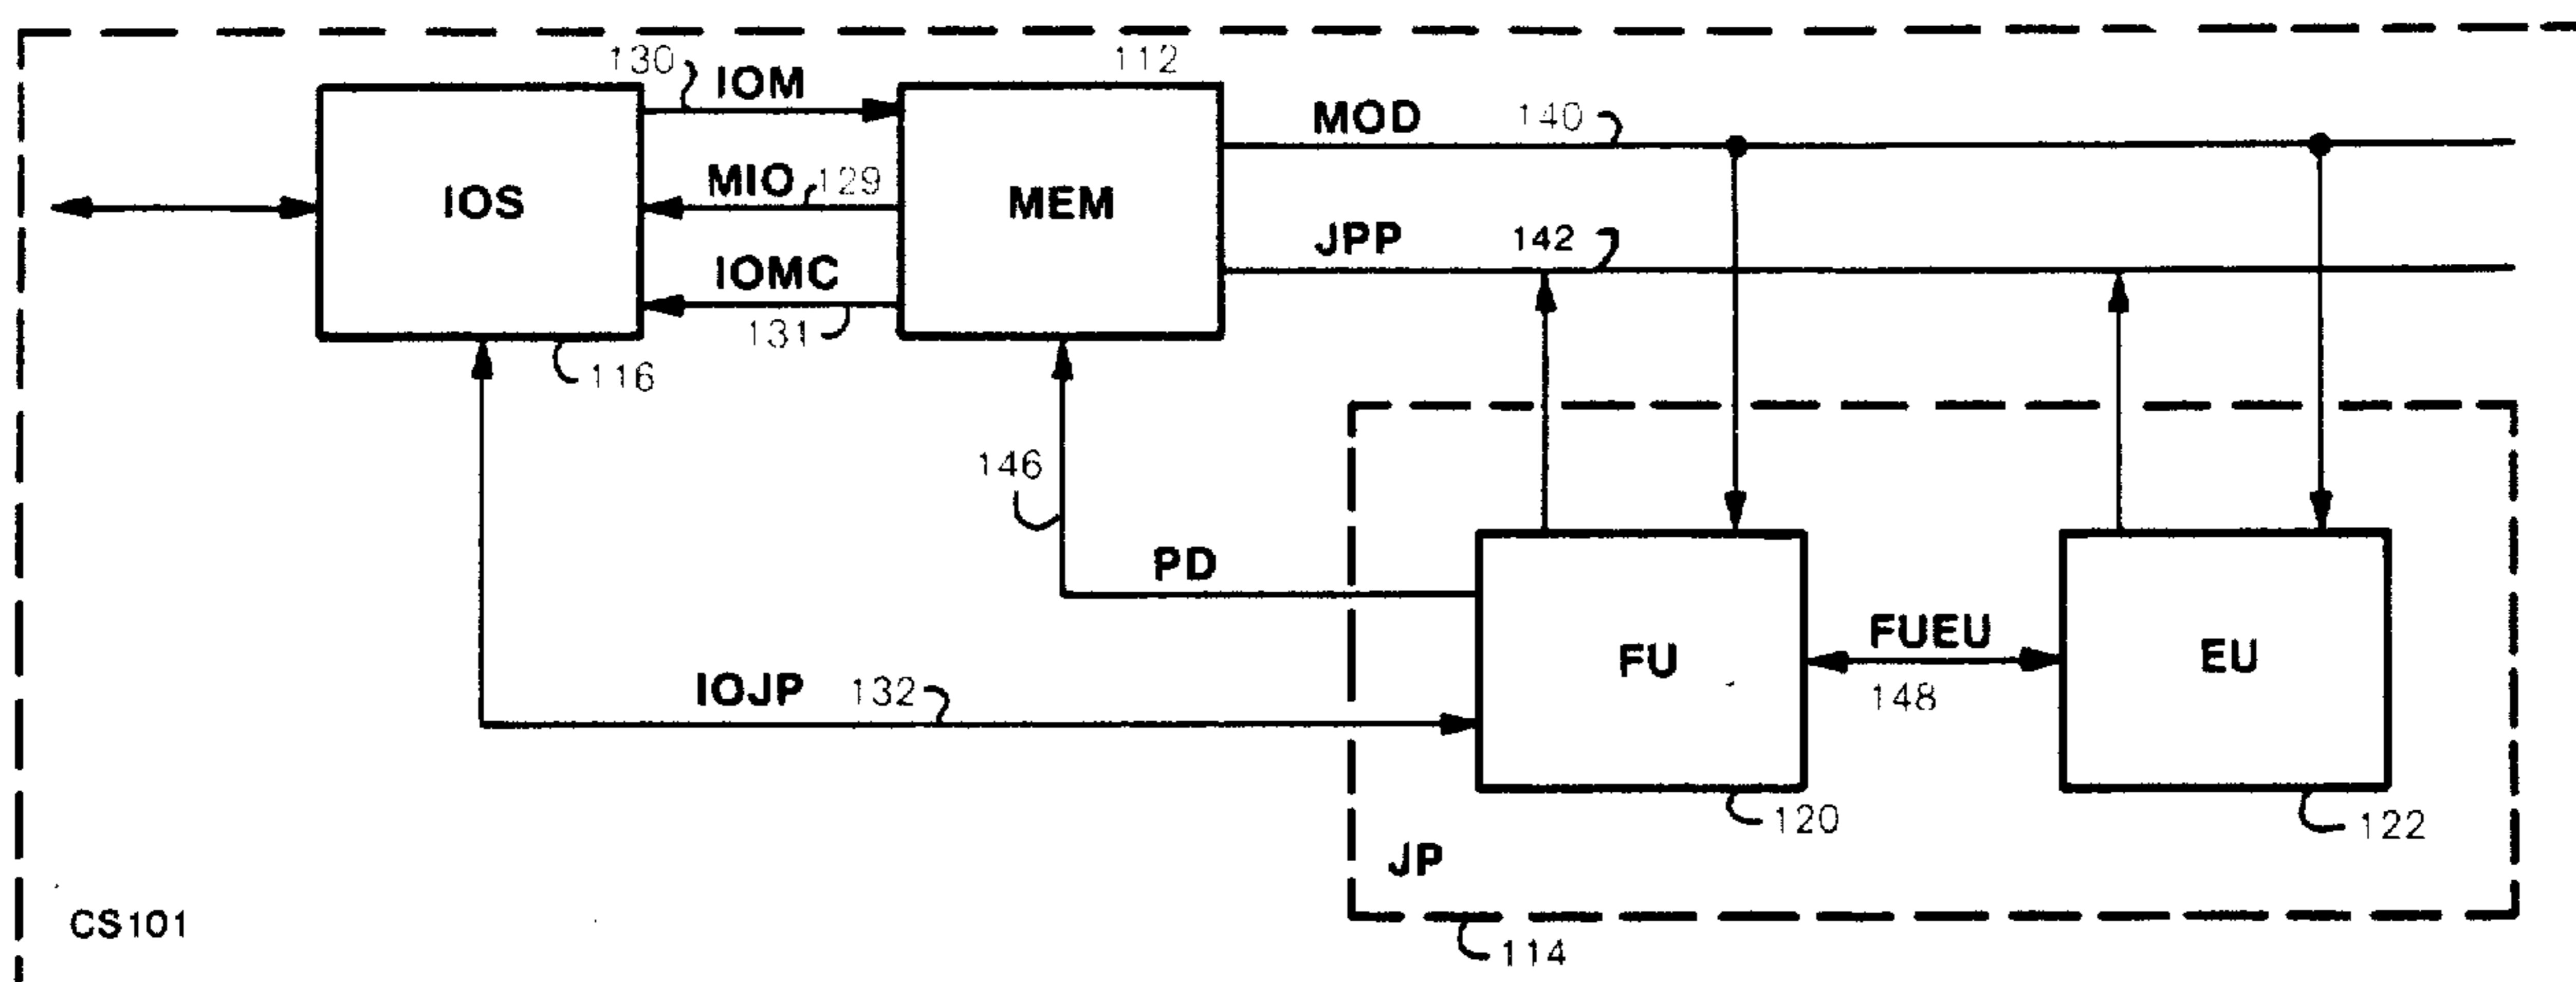 130
IOM
112
MOD
140
MIO
129
IOS
MEM
JPP
142
IOMC
131
116
146
PD
FUEU
FU
EU
148
IOJP
132
120
122
JP
CS101
114